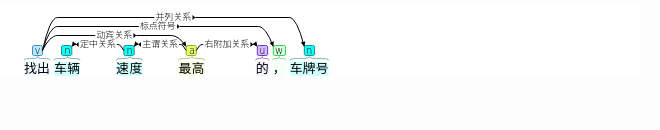 并列关系
标点符号
动宾关系
定中关系 主谓关系 右附加关系
v n n a u w n
找出 车辆 速度 最高 的 ， 车牌号